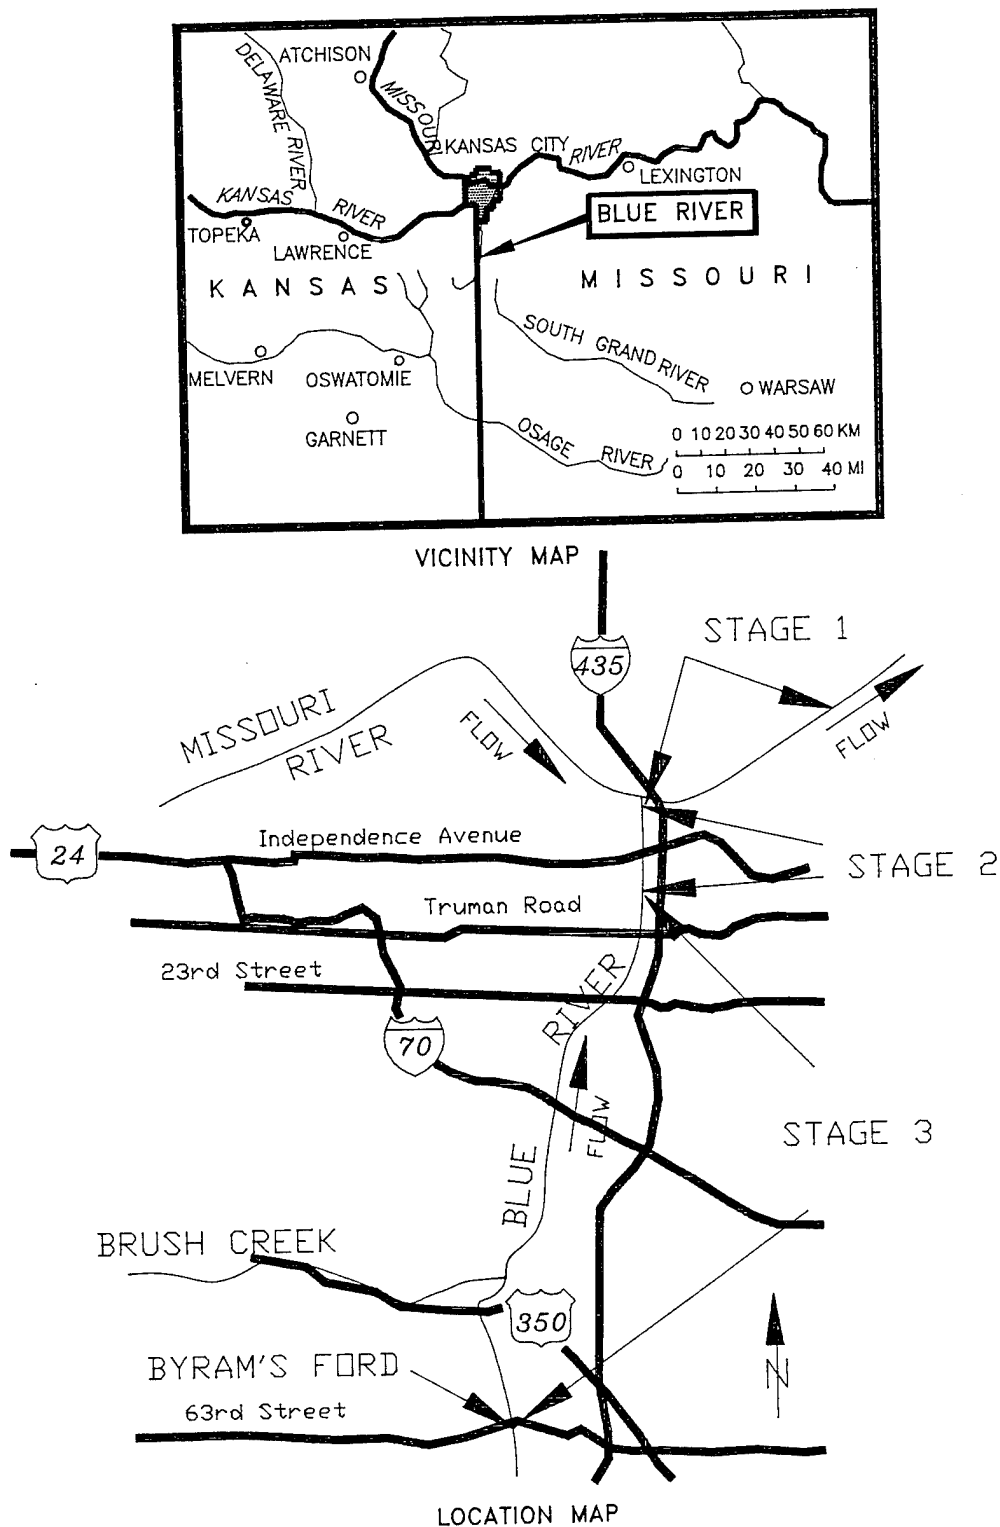 ATCHISON
DELAWARE RIVER
MISSOURI
KANSAS CITY
RIVER
LEXINGTON
KANSAS
RIVER
BLUE RIVER
TOPEKA
LAWRENCE
KANSAS
MISSOURI
SOUTH GRAND RIVER
MELVERN
OSWATOMIE
WARSAW
GARNETT
OSAGE RIVER
0 10 20 30 40 50 60 KM
0 10 20 30 40 MI
VICINITY MAP
STAGE 1
435
MISSOURI
RIVER
FLOW
FLOW
Independence Avenue
24
STAGE 2
Truman Road
23rd Street
RIVER
70
FLOW
STAGE 3
BLUE
BRUSH CREEK
350
BYRAM'S FORD
N
63rd Street
LOCATION MAP